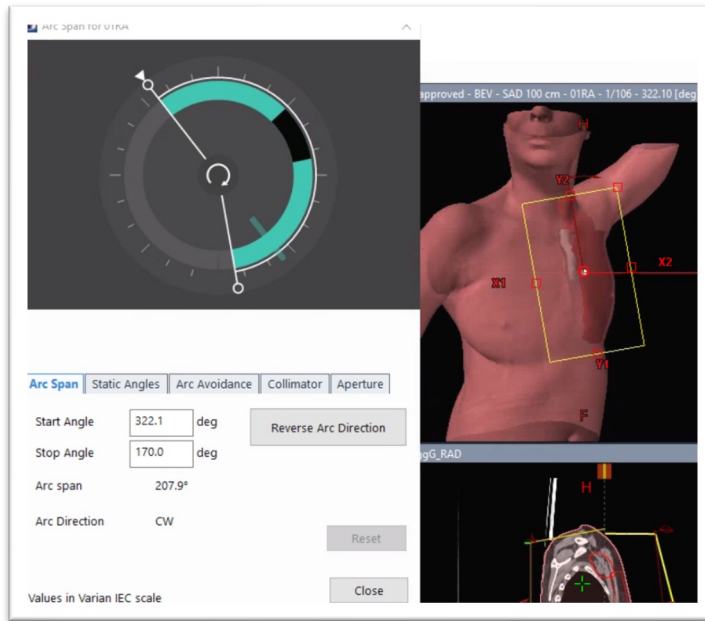 Arc Span for 01RA
Arc Span
Static Angles
Arc Avoidance
Collimator
Aperture
Start Angle
322.1
deg
Reverse Arc Direction
Stop Angle
170.0
deg
Arc span
207.9°
Arc Direction
CW
Reset
Values in Varian IEC scale
Close
approved - BEV - SAD 100 cm - 01RA - 1/106 - 322.10 [deg
H
Y2
X2
X1
Y1
F
ggG_RAD
H